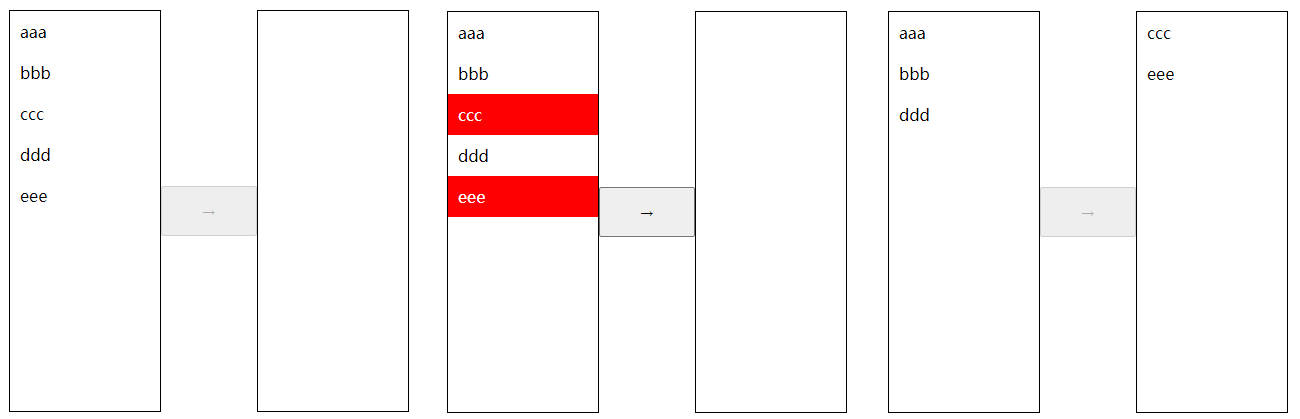 aaa
bbb
ccc
ddd
eee
→
aaa
bbb
ccc
ddd
eee
→
aaa
bbb
ddd
→
ccc
eee